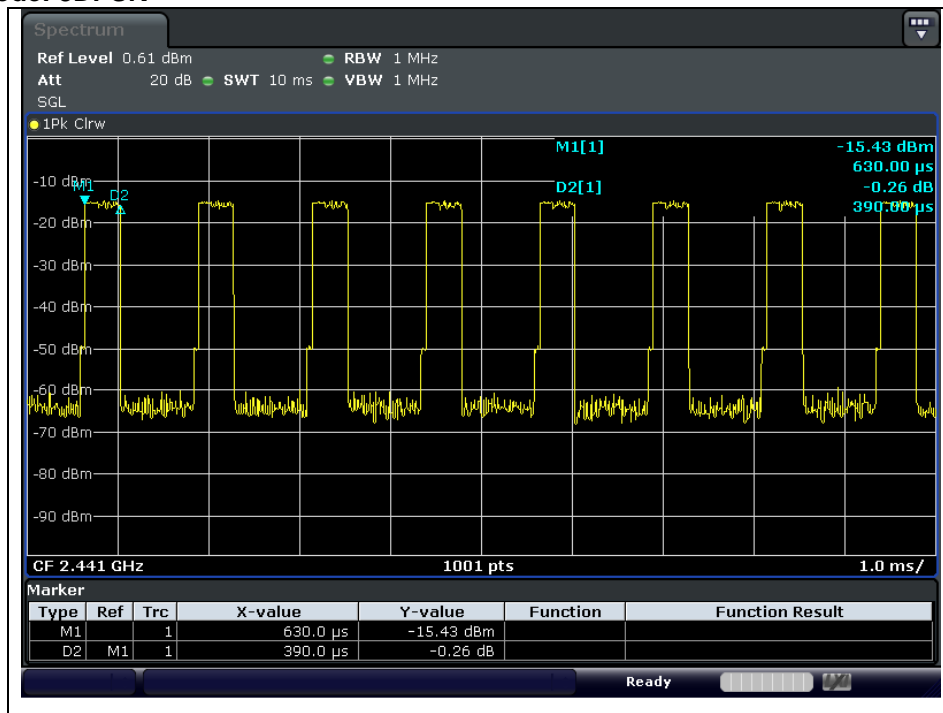 Spectrum
Ref Level 0.61 dBm RBW 1 MHz
Att 20 dB SWT 10 ms VBW 1 MHz
SGL
1Pk Clrw
M1[1] -15.43 dBm
630.00 µs
-10 dBm M1 D2[1] -0.26 dB
D2 390.00 µs
-20 dBm
-30 dBm
-40 dBm
-50 dBm
-60 dBm
-70 dBm
-80 dBm
-90 dBm
CF 2.441 GHz 1001 pts 1.0 ms/
Marker
Type Ref Trc X-value Y-value Function Function Result
M1 1 630.0 µs -15.43 dBm
D2 M1 1 390.0 µs -0.26 dB
Ready